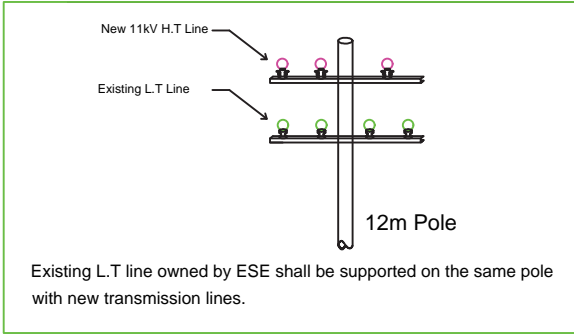 New 11kV H.T Line
Existing L.T Line
12m Pole
Existing L.T line owned by ESE shall be supported on the same pole
with new transmission lines.